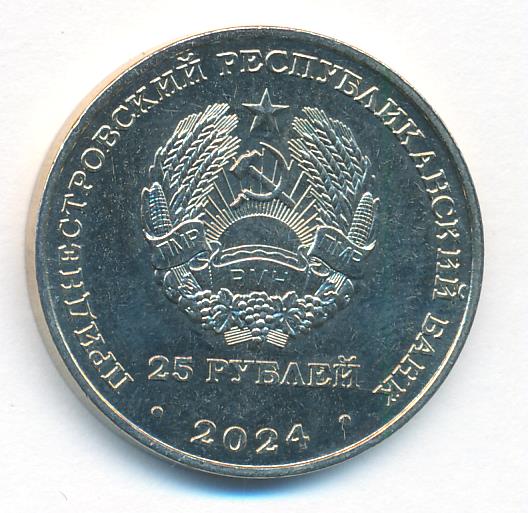 ПРИДНЕСТРОВСКИЙ РЕСПУБЛИКАНСКИЙ БАНК
ПМР ПМР
РМН
25 РУБЛЕЙ
2024